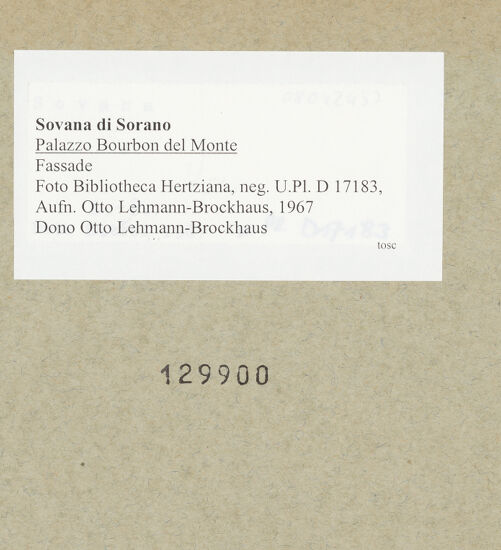 Sovana di Sorano
Palazzo Bourbon del Monte
Fassade
Foto Bibliotheca Hertziana, neg. U.Pl. D 17183,
Aufn. Otto Lehmann-Brockhaus, 1967
Dono Otto Lehmann-Brockhaus
tosc
129900